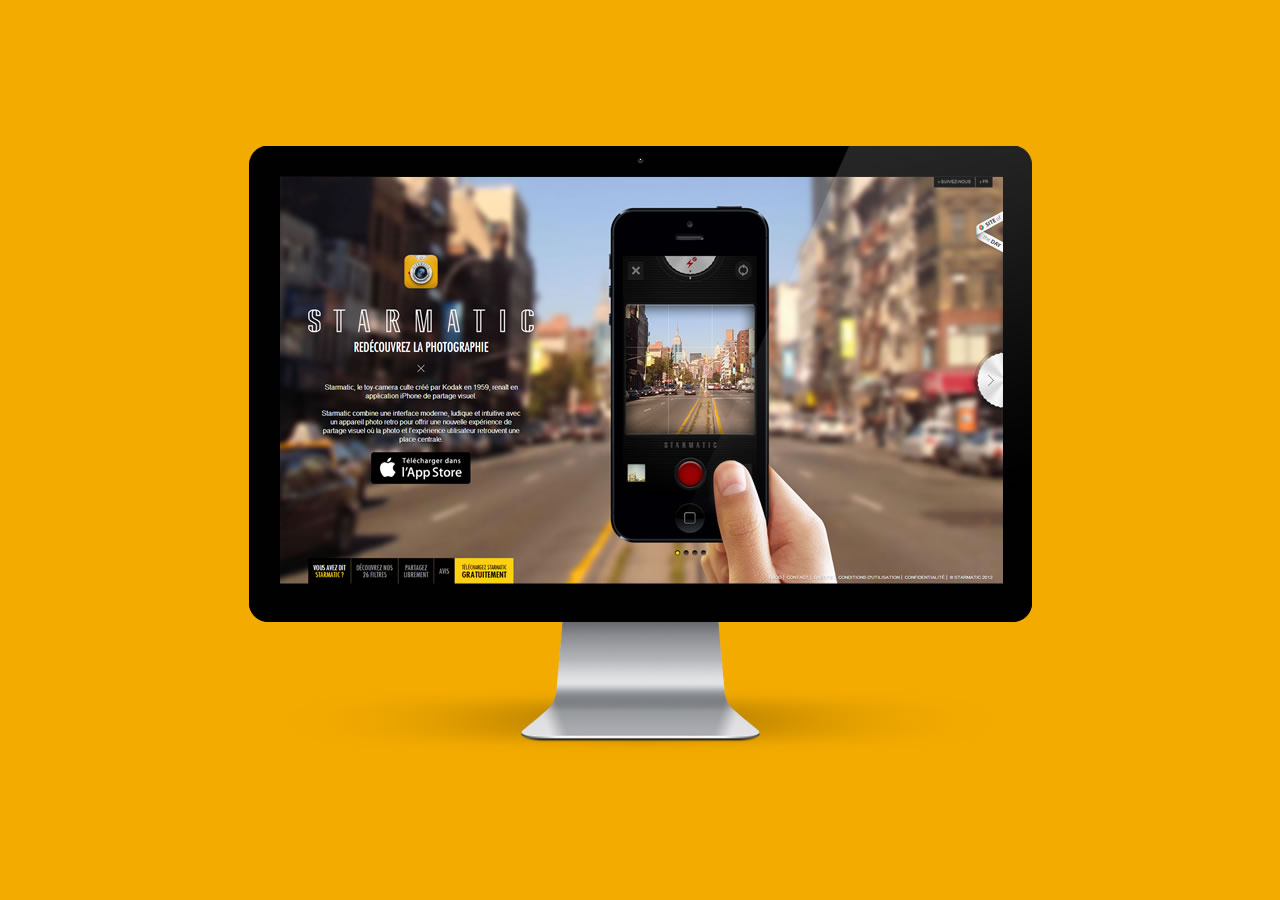 + SUIVEZ-NOUS
+ FR
SITE of
the DAY
STARMATIC
REDÉCOUVREZ LA PHOTOGRAPHIE
Starmatic, le toy-camera culte créé par Kodak en 1959, renaît en
application iPhone de partage visuel.
Starmatic combine une interface moderne, ludique et intuitive avec
un appareil photo retro pour offrir une nouvelle expérience de
partage visuel où la photo et l'expérience utilisateur retrouvent une
place centrale.
Télécharger dans
l'App Store
STARMATIC
VOUS AVEZ DIT
STARMATIC ?
DÉCOUVREZ NOS
26 FILTRES
PARTAGEZ
LIBREMENT
AVIS
TÉLÉCHARGEZ STARMATIC
GRATUITEMENT
CONTACT | CONDITIONS D'UTILISATION | CONFIDENTIALITÉ | © STARMATIC 2013